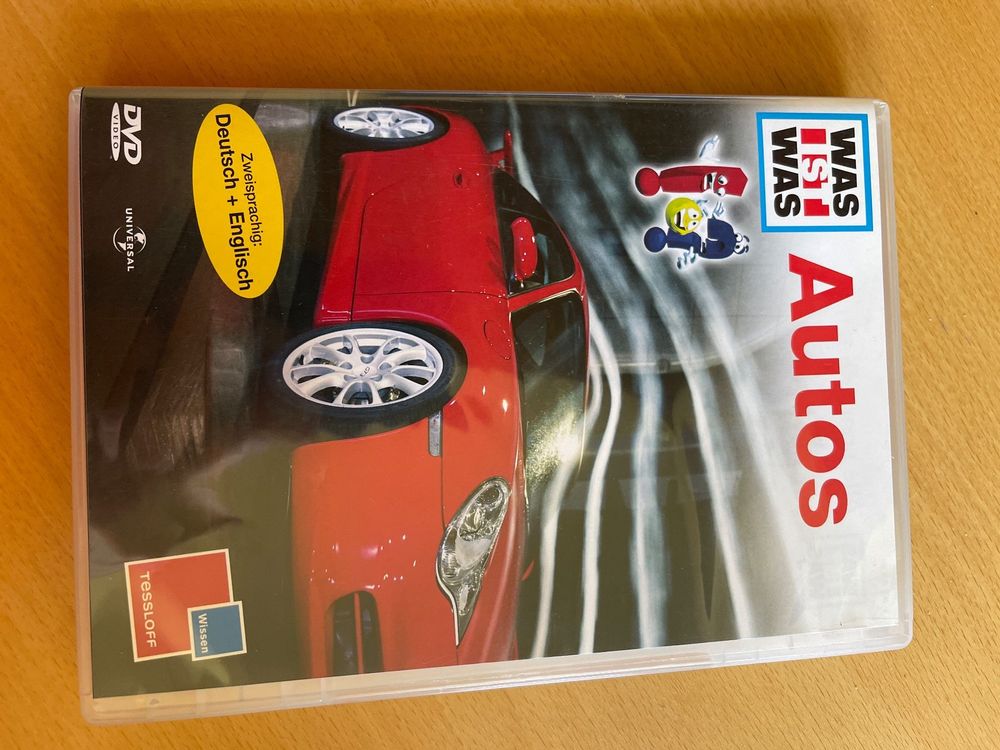 WAS
IST
WAS
Autos
Zweisprachig:
Deutsch + Englisch
DVD
VIDEO
UNIVERSAL
TESSLOFF
Wissen